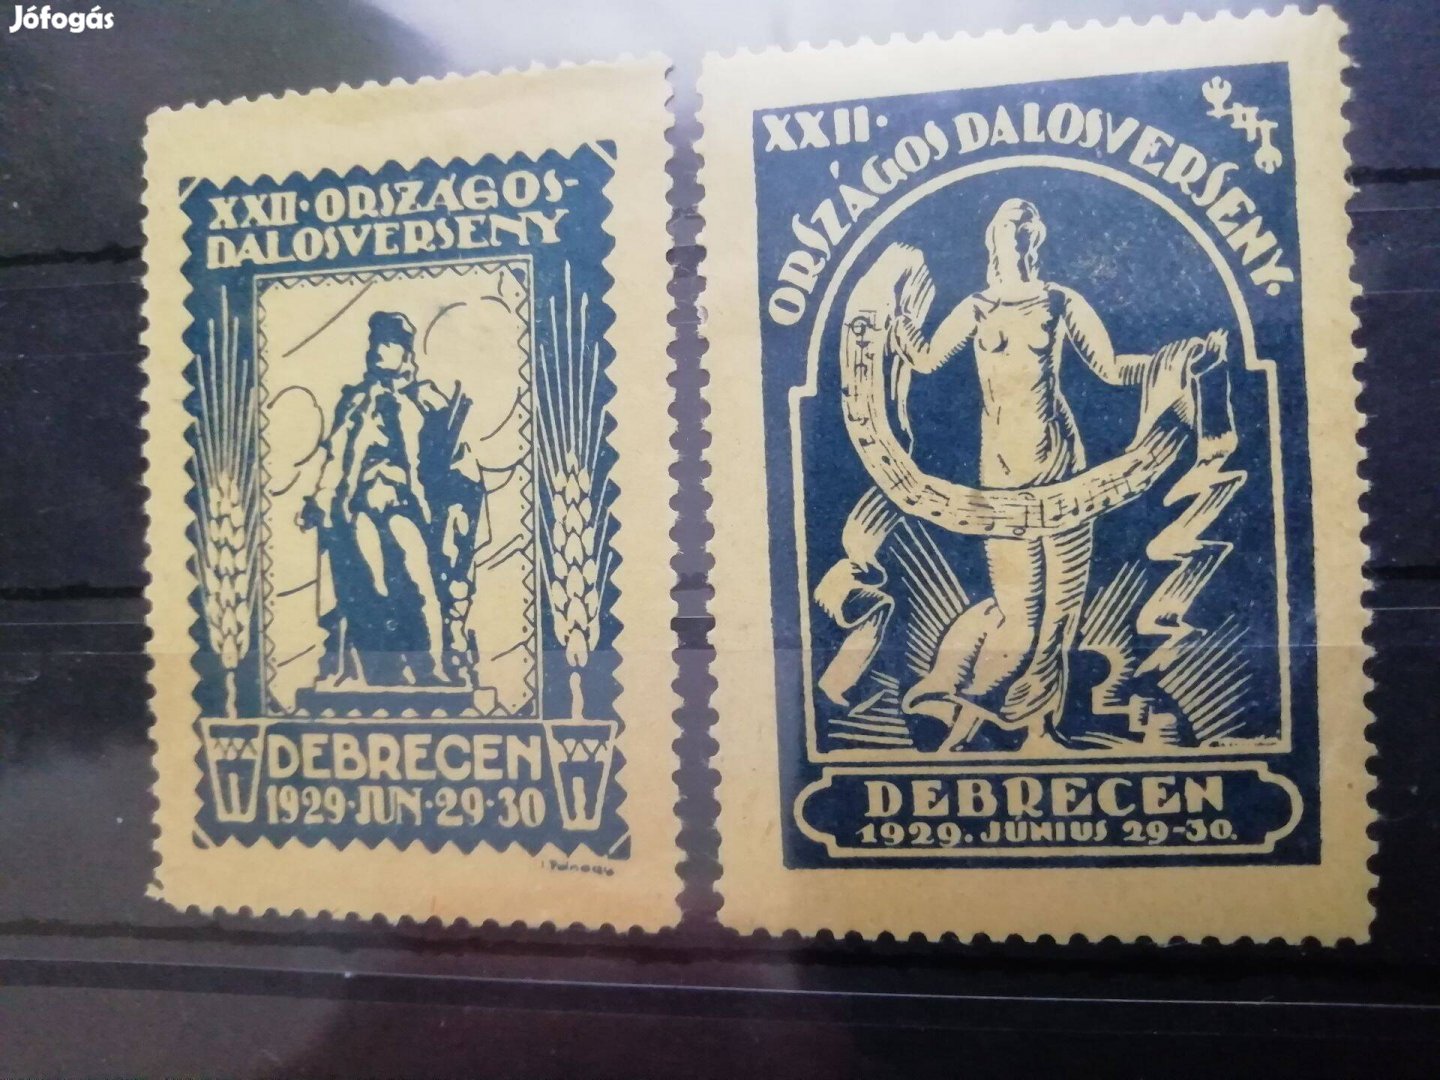 Jófogás
XXII·ORSZÁGOS-
DALOSVERSENY
DEBRECEN
1929·JUN·29·30
XXII·
ORSZÁGOS DALOSVERSENY.
DEBRECEN
1929. JÚNIUS 29-30.